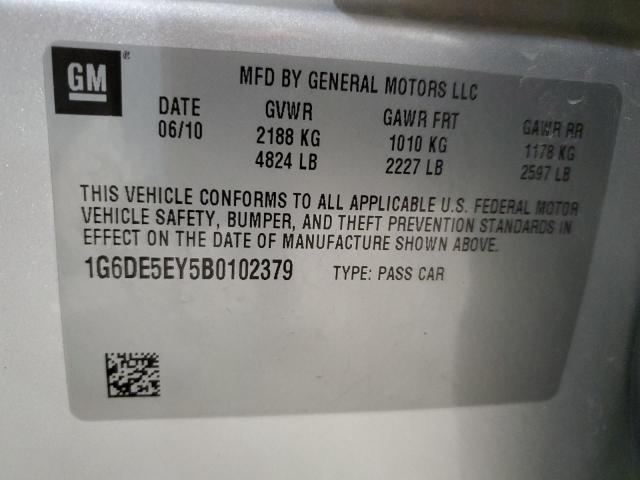 GM ®
MFD BY GENERAL MOTORS LLC
DATE GVWR GAWR FRT GAWR RR
06/10 2188 KG 1010 KG 1178 KG
4824 LB 2227 LB 2597 LB
THIS VEHICLE CONFORMS TO ALL APPLICABLE U.S. FEDERAL MOTOR
VEHICLE SAFETY, BUMPER, AND THEFT PREVENTION STANDARDS IN
EFFECT ON THE DATE OF MANUFACTURE SHOWN ABOVE.
1G6DE5EY5B0102379 TYPE: PASS CAR